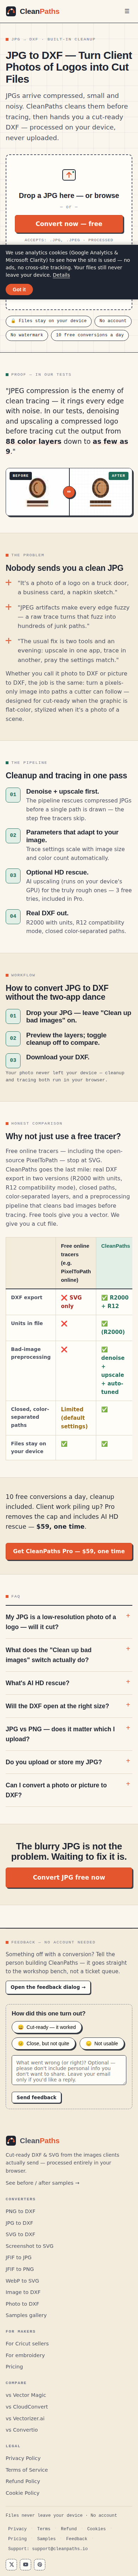 CleanPaths
JPG → DXF · BUILT-IN CLEANUP
JPG to DXF — Turn Client
Photos of Logos into Cut
Files
JPGs arrive compressed, small and
noisy. CleanPaths cleans them before
tracing, then hands you a cut-ready
DXF — processed on your device,
never uploaded.
Drop a JPG here — or browse
— or —
Convert now — free
ACCEPTS: .JPG, .JPEG · PROCESSED
We use analytics cookies (Google Analytics &
Microsoft Clarity) to see how the site is used — no
ads, no cross-site tracking. Your files still never
leave your device. Details
Got it
Files stay on your device
No account
No watermark
10 free conversions a day
PROOF — IN OUR TESTS
"JPEG compression is the enemy of
clean tracing — it rings every edge
with noise. In our tests, denoising
and upscaling before tracing cut the output from
88 color layers down to as few as
9."
BEFORE
AFTER
THE PROBLEM
Nobody sends you a clean JPG
"It's a photo of a logo on a truck door,
a business card, a napkin sketch."
"JPEG artifacts make every edge fuzzy
— a raw trace turns that fuzz into
hundreds of junk paths."
"The usual fix is two tools and an
evening: upscale in one app, trace in
another, pray the settings match."
Whether you call it photo to DXF or picture
to DXF, the job is the same: turn a pixels-
only image into paths your software can
cut or edit. CleanPaths is designed for exactly
when the graphic is flat, stylized when it's a photo of a
scene.
THE PIPELINE
Cleanup and tracing in one pass
01
Denoise + upscale first.
The pipeline rescues compressed JPGs
before a single path is drawn — the
step free tracers skip.
02
Parameters that adapt to your
image.
Trace settings scale with image size
and color count automatically.
03
Optional HD rescue.
AI upscaling (runs on your device's
GPU) for the truly rough ones — 3 free
tries, included in Pro.
04
Real DXF out.
R2000 with units, R12 compatibility
mode, closed color-separated paths.
WORKFLOW
How to convert JPG to DXF
without the two-app dance
01
Drop your JPG — leave "Clean up
bad images" on.
02
Preview the layers; toggle
cleanup off to compare.
03
Download your DXF.
Your photo never left your device — cleanup
and tracing both run in your browser.
HONEST COMPARISON
Why not just use a free tracer?
Free online tracers — including the open-
source PixelToPath — stop at SVG.
CleanPaths goes the last mile: real DXF
export in two versions (R2000 with units,
R12 compatibility mode), closed color-
separated layers, and a preprocessing
pipeline that cleans and upscales bad input before
tracing. Free tools give you a vector. We
give you a cut file.
Free online
tracers
(e.g.
PixelToPath
online)
CleanPaths
DXF export
❌ SVG
only
✅ R2000
+ R12
Units in file
❌
✅
(R2000)
Bad-image
preprocessing
❌
✅
denoise
+
upscale
+ auto-
tuned
Closed, color-
separated
paths
Limited
(default
settings)
✅
Files stay on
your device
✅
✅
10 free conversions a day, cleanup
included. Client work piling up? Pro
removes the cap and includes AI HD
rescue — $59, one time.
Get CleanPaths Pro — $59, one time
FAQ
My JPG is a low-resolution photo of a
logo — will it cut?
What does the "Clean up bad
images" switch actually do?
What's AI HD rescue?
Will the DXF open at the right size?
JPG vs PNG — does it matter which I
upload?
Do you upload or store my JPG?
Can I convert a photo or picture to
DXF?
The blurry JPG is not the
problem. Waiting to fix it is.
Convert JPG free now
FEEDBACK — NO ACCOUNT NEEDED
Something off with a conversion? Tell the
person building CleanPaths — it goes straight
to the workshop bench, not a ticket queue.
Open the feedback dialog →
How did this one turn out?
Cut-ready — it worked
Close, but not quite
Not usable
What went wrong (or right)? Optional —
please don't include personal info you
don't want to share. Leave your email
only if you'd like a reply.
Send feedback
CleanPaths
Cut-ready DXF & SVG from the images clients
actually send — processed entirely in your
browser.
See before / after samples →
CONVERTERS
PNG to DXF
JPG to DXF
SVG to DXF
Screenshot to SVG
JFIF to JPG
JFIF to PNG
WebP to SVG
Image to DXF
Photo to DXF
Samples gallery
FOR MAKERS
For Cricut sellers
For embroidery
Pricing
COMPARE
vs Vector Magic
vs CloudConvert
vs Vectorizer.ai
vs Convertio
LEGAL
Privacy Policy
Terms of Service
Refund Policy
Cookie Policy
Files never leave your device · No account
Privacy Terms Refund Cookies
Pricing Samples Feedback
Support: support@cleanpaths.io